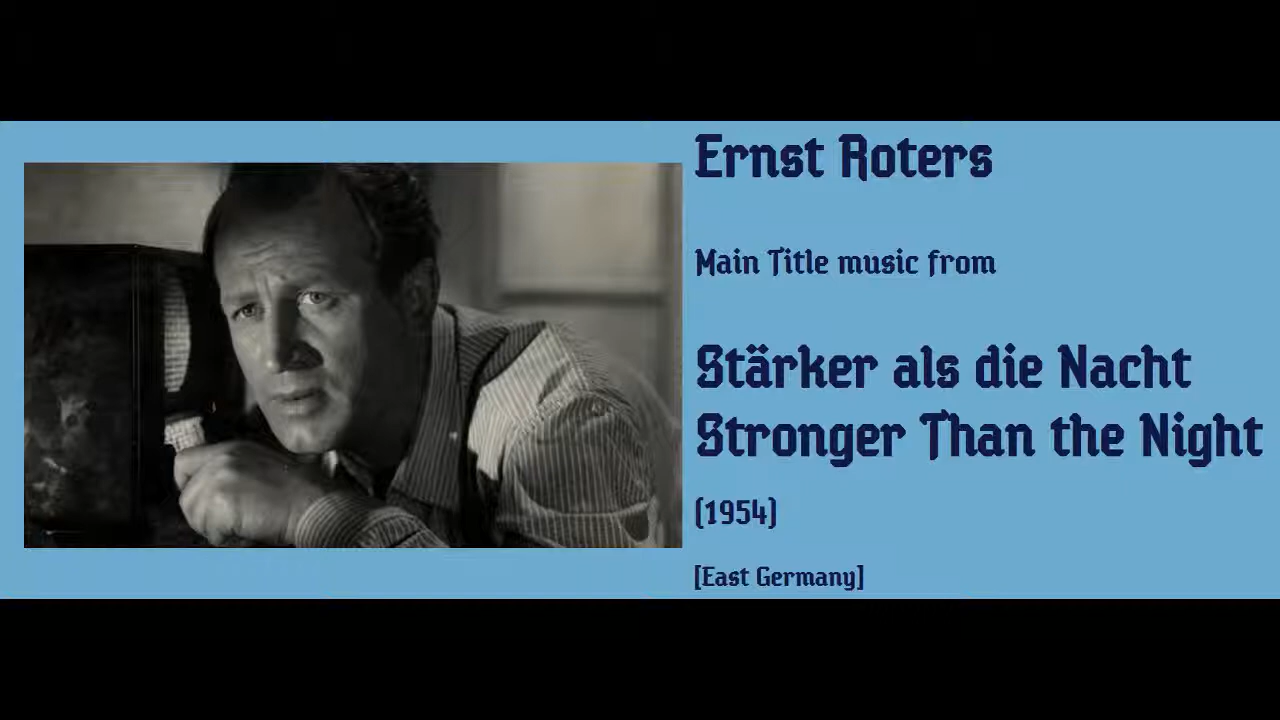 Ernst Roters
Main Title music from
Stärker als die Nacht
Stronger Than the Night
(1954)
[East Germany]